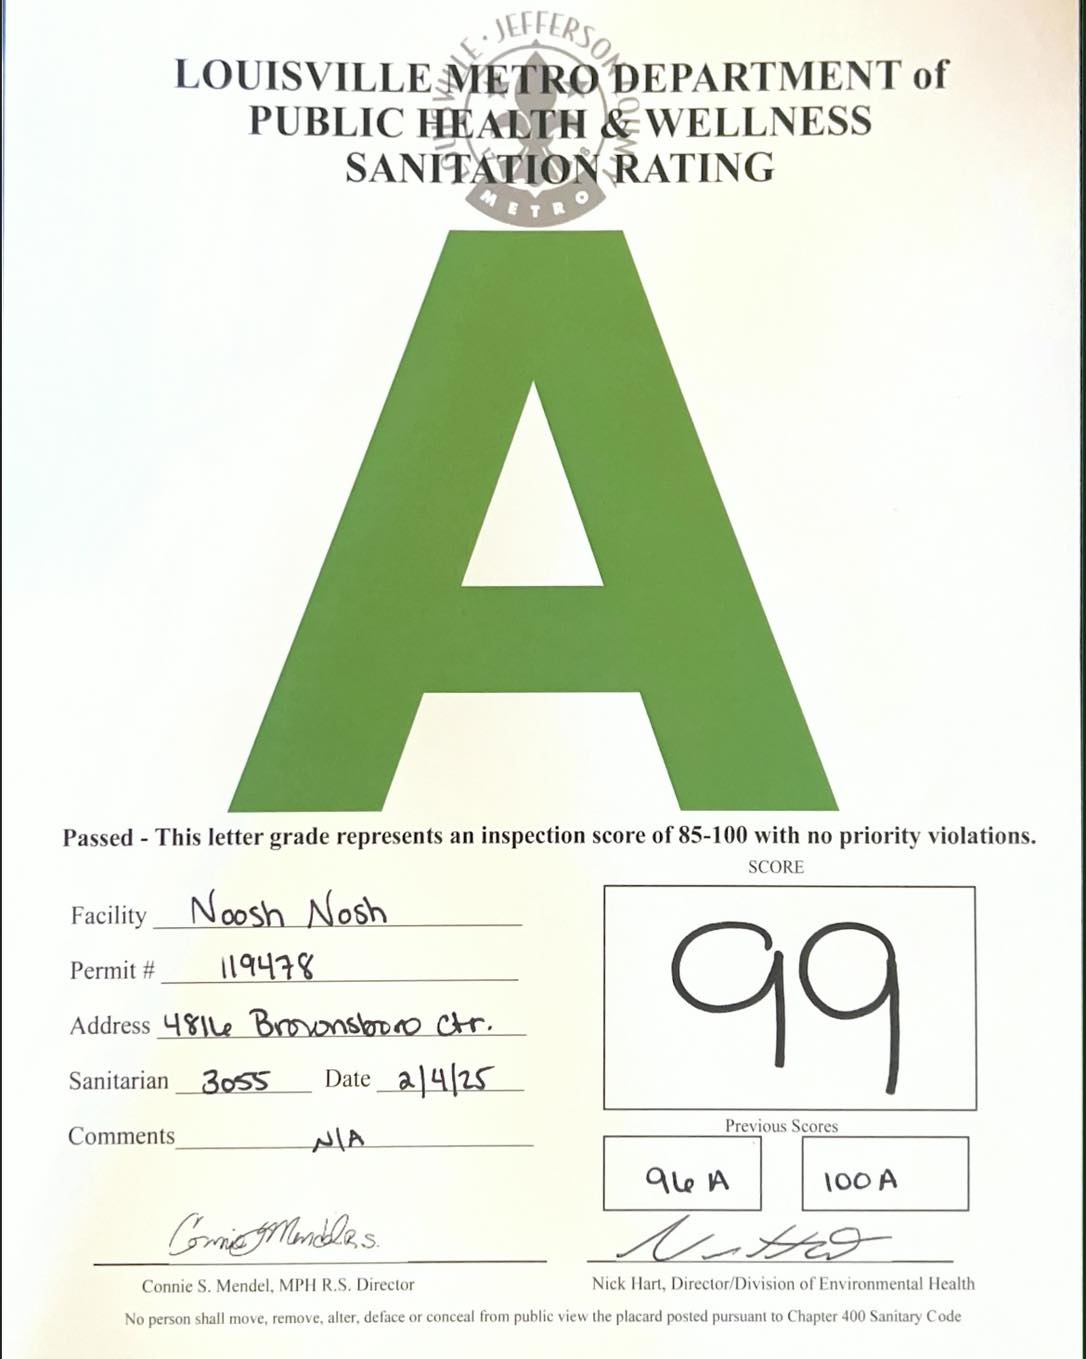 LOUISVILLE · JEFFERSON COUNTY
METRO
LOUISVILLE METRO DEPARTMENT of
PUBLIC HEALTH & WELLNESS
SANITATION RATING
A
Passed - This letter grade represents an inspection score of 85-100 with no priority violations.
SCORE
99
Facility Noosh Nosh
Permit # 119478
Address 4816 Brownsboro Ctr.
Sanitarian 3055 Date 2/4/25
Comments N/A
Previous Scores
96 A 100 A
Connie S. Mendel, MPH R.S. Director
Nick Hart, Director/Division of Environmental Health
No person shall move, remove, alter, deface or conceal from public view the placard posted pursuant to Chapter 400 Sanitary Code